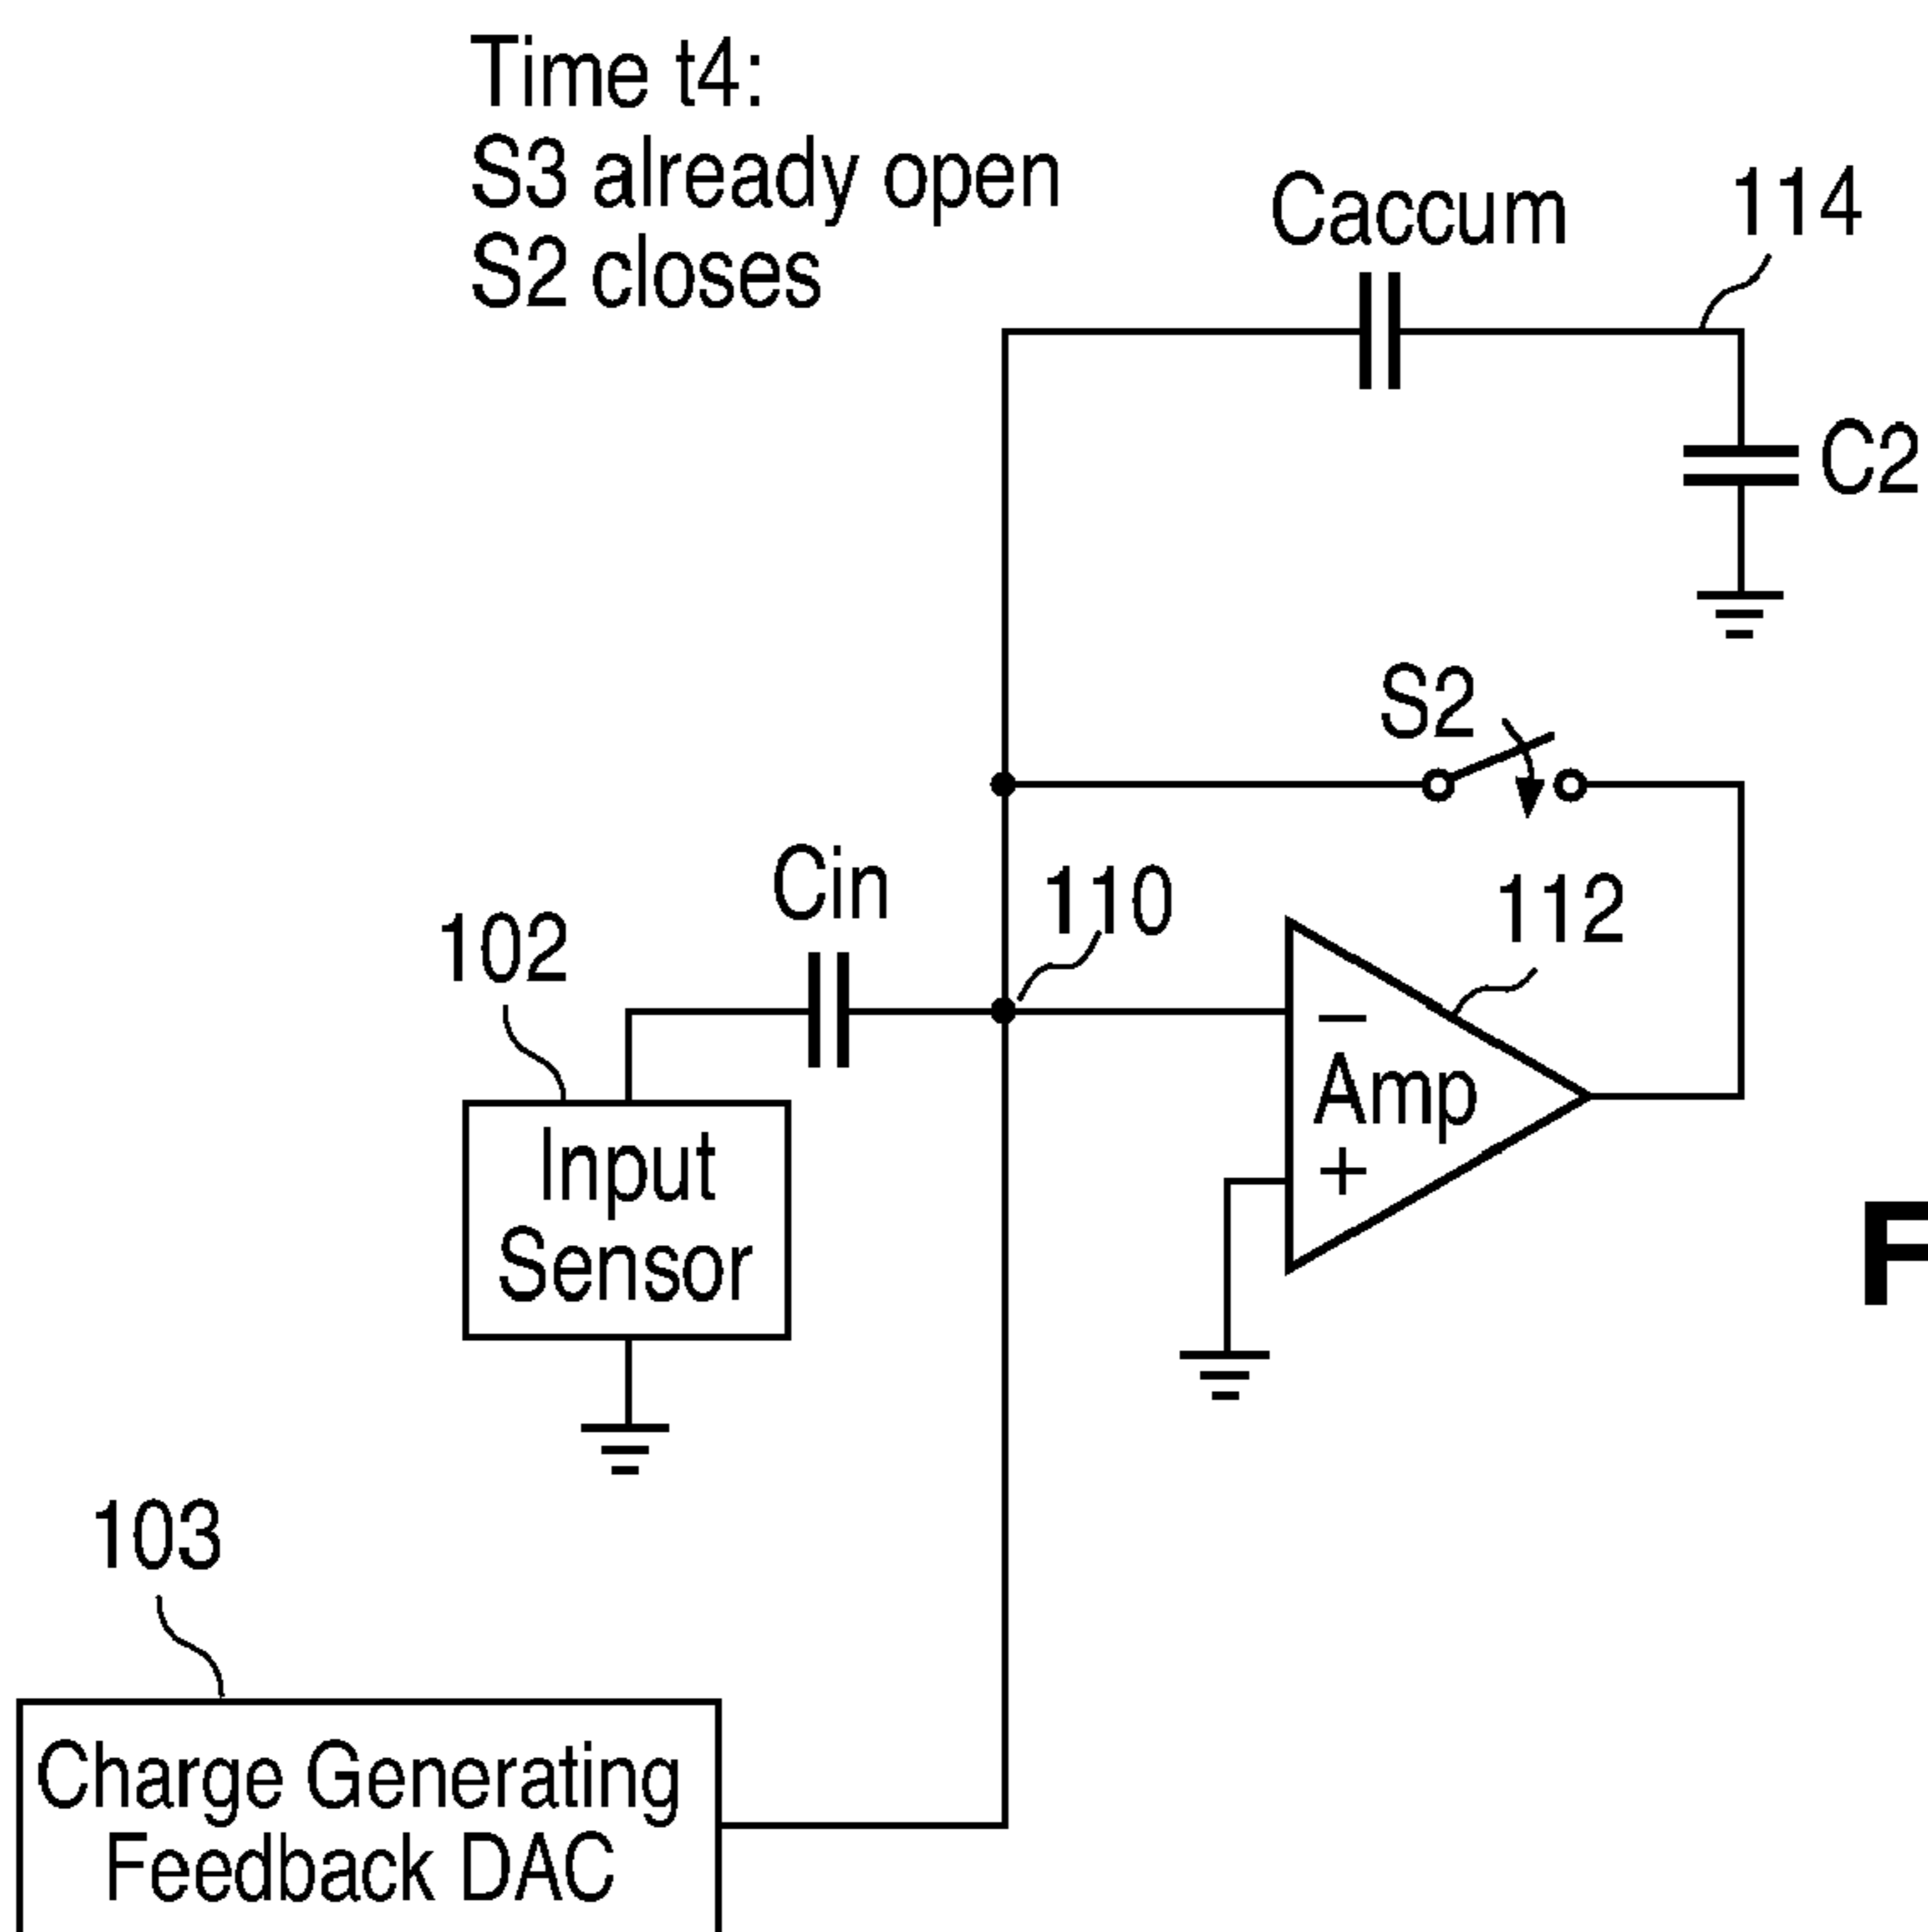 Time t4:
S3 already open
S2 closes
Caccum
114
C2
S2
Cin
110
112
102
−
Amp
+
Input
Sensor
F
103
Charge Generating
Feedback DAC